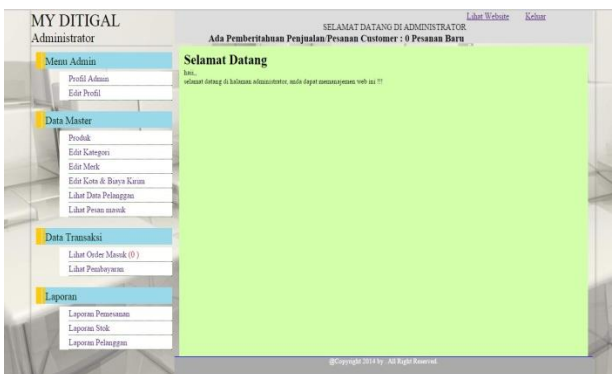 MY DITIGAL
Administrator
Lihat Website Keluar
SELAMAT DATANG DI ADMINISTRATOR
Ada Pemberitahuan Penjualan/Pesanan Customer : 0 Pesanan Baru
Menu Admin
Profil Admin
Edit Profil
Data Master
Produk
Edit Kategori
Edit Merk
Edit Kota & Biaya Kirim
Lihat Data Pelanggan
Lihat Pesan masuk
Data Transaksi
Lihat Order Masuk (0 )
Lihat Pembayaran
Laporan
Laporan Pemesanan
Laporan Stok
Laporan Pelanggan
Selamat Datang
selamat datang di halaman administrator, anda dapat memanajemen web ini !!!
@Copyright 2014 by . All Right Reserved.